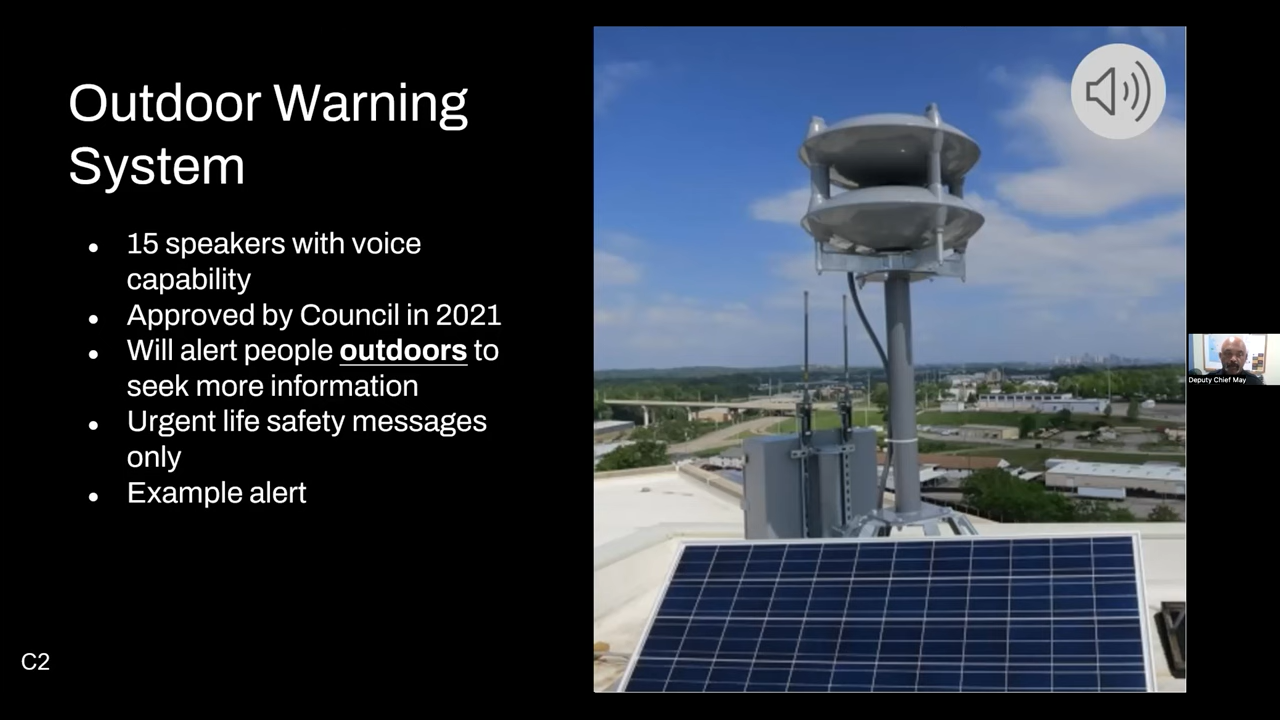 Outdoor Warning
System
● 15 speakers with voice
capability
● Approved by Council in 2021
● Will alert people outdoors to
seek more information
● Urgent life safety messages
only
● Example alert
C2
Deputy Chief May